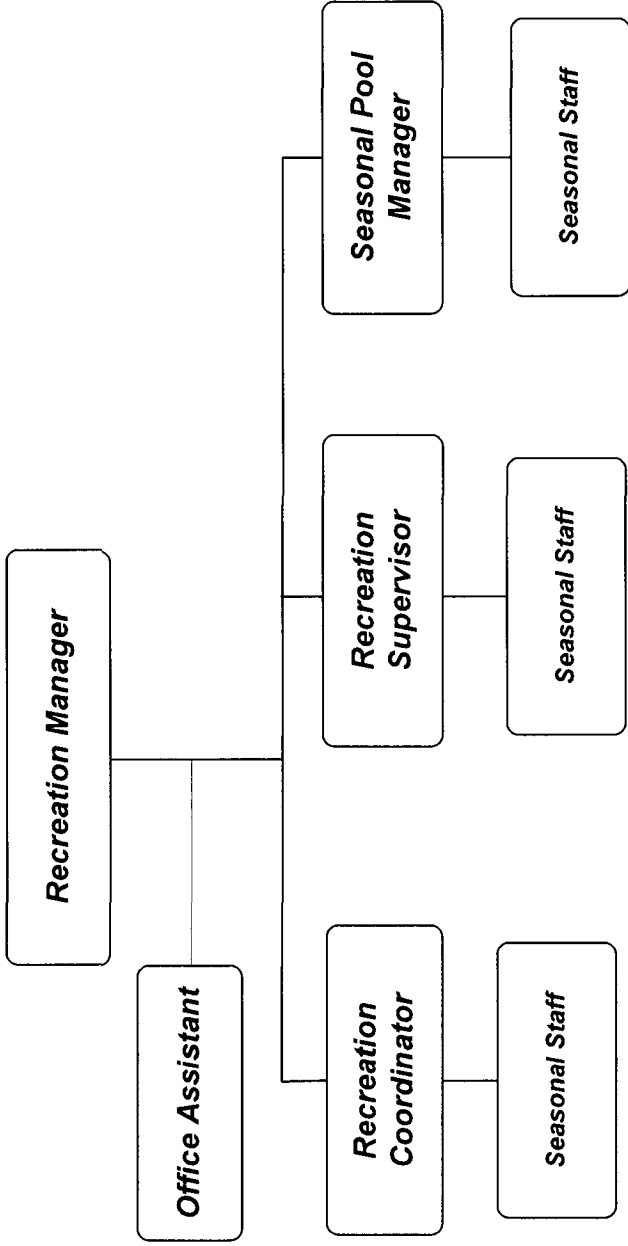 Recreation Manager
Office Assistant
Recreation
Coordinator
Recreation
Supervisor
Seasonal Pool
Manager
Seasonal Staff
Seasonal Staff
Seasonal Staff